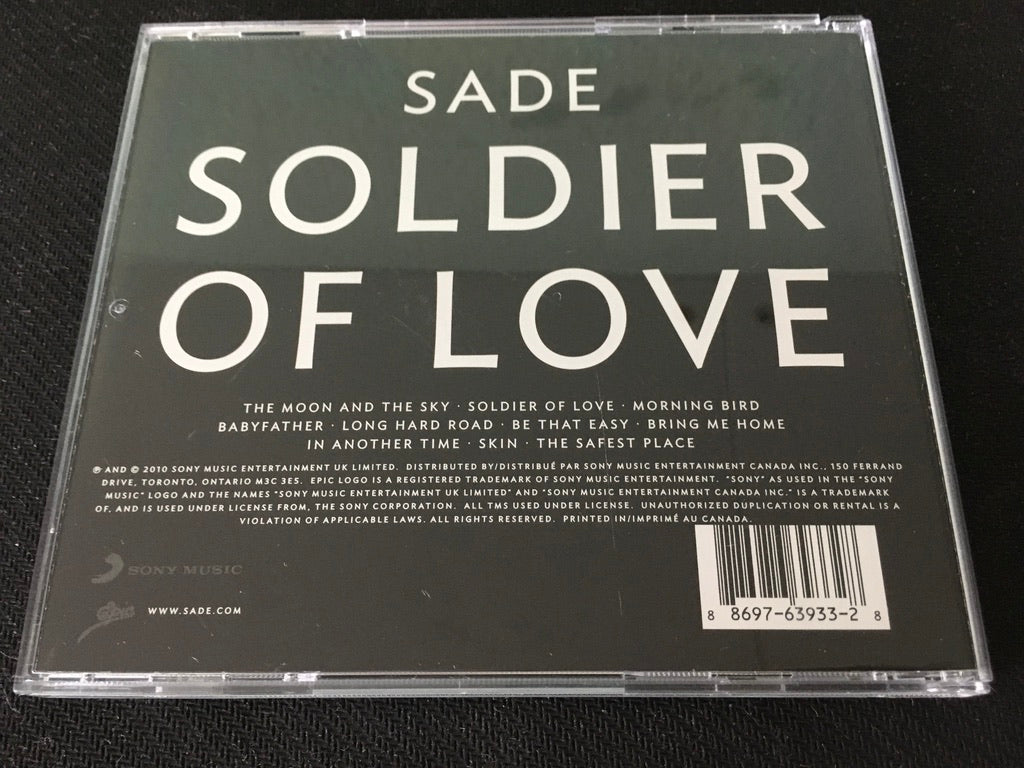 SADE
SOLDIER
OF LOVE
THE MOON AND THE SKY · SOLDIER OF LOVE · MORNING BIRD
BABYFATHER · LONG HARD ROAD · BE THAT EASY · BRING ME HOME
IN ANOTHER TIME · SKIN · THE SAFEST PLACE
℗ AND © 2010 SONY MUSIC ENTERTAINMENT UK LIMITED. DISTRIBUTED BY/DISTRIBUÉ PAR SONY MUSIC ENTERTAINMENT CANADA INC., 150 FERRAND
DRIVE, TORONTO, ONTARIO M3C 3E5. EPIC LOGO IS A REGISTERED TRADEMARK OF SONY MUSIC ENTERTAINMENT. "SONY" AS USED IN THE "SONY
MUSIC" LOGO AND THE NAMES "SONY MUSIC ENTERTAINMENT UK LIMITED" AND "SONY MUSIC ENTERTAINMENT CANADA INC." IS A TRADEMARK
OF, AND IS USED UNDER LICENSE FROM, THE SONY CORPORATION. ALL TMS USED UNDER LICENSE. UNAUTHORIZED DUPLICATION OR RENTAL IS A
VIOLATION OF APPLICABLE LAWS. ALL RIGHTS RESERVED. PRINTED IN/IMPRIMÉ AU CANADA.
SONY MUSIC
Epic WWW.SADE.COM
8 8697-63933-2 8